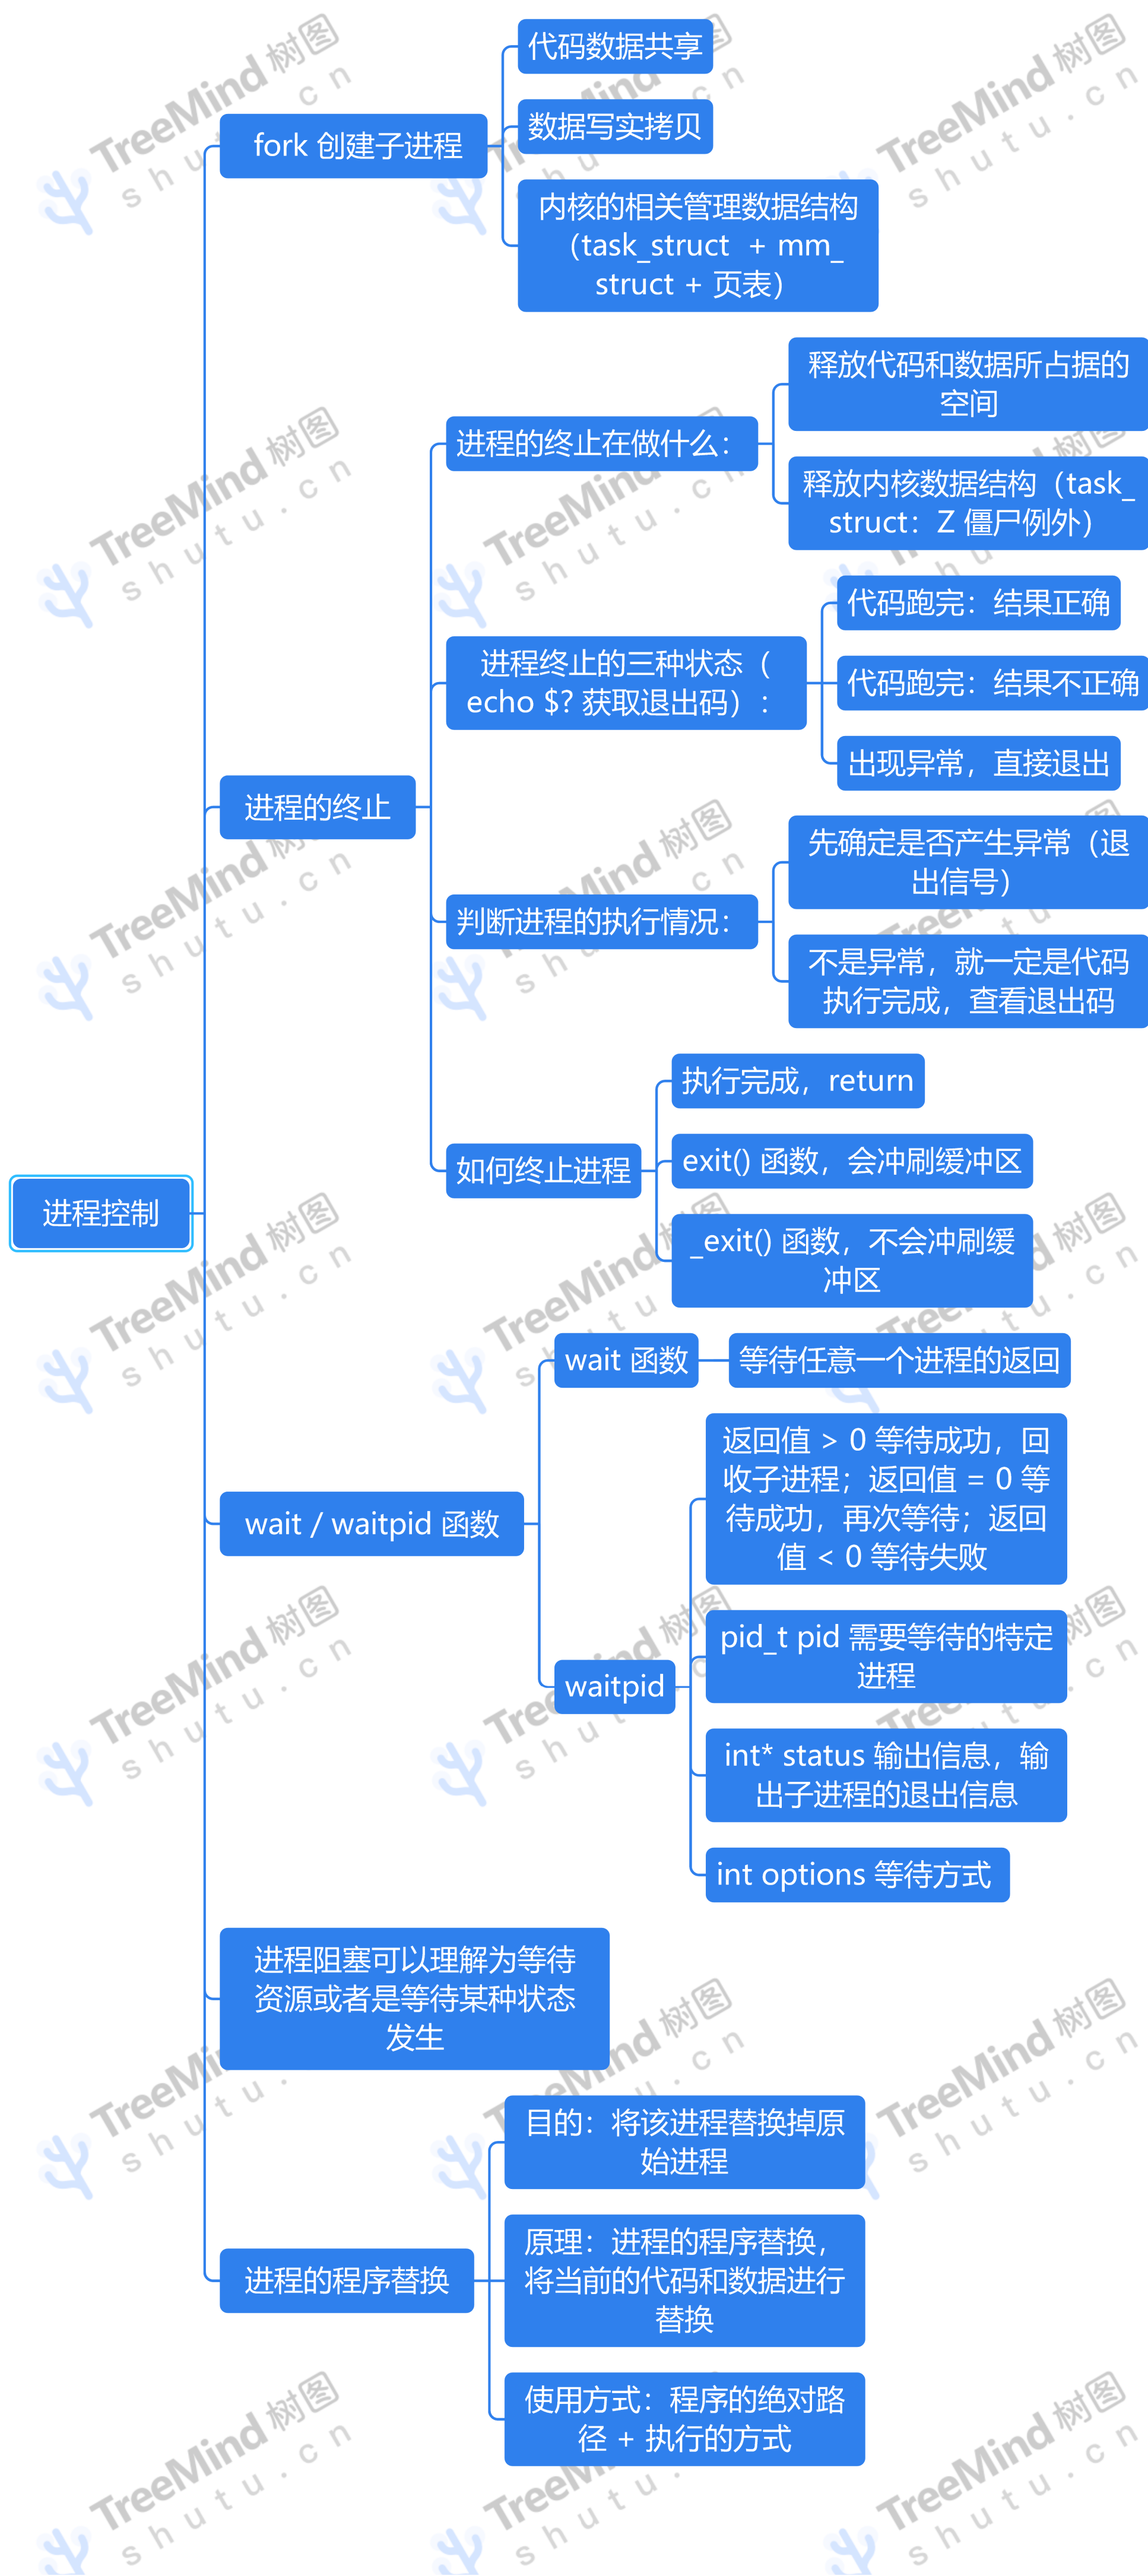 代码数据共享
fork 创建子进程
数据写实拷贝
内核的相关管理数据结构
（task_struct + mm_
struct + 页表）
释放代码和数据所占据的
空间
进程的终止在做什么：
释放内核数据结构（task_
struct：Z 僵尸例外）
代码跑完：结果正确
进程终止的三种状态（
echo $? 获取退出码）：
代码跑完：结果不正确
出现异常，直接退出
进程的终止
先确定是否产生异常（退
出信号）
判断进程的执行情况：
不是异常，就一定是代码
执行完成，查看退出码
执行完成，return
如何终止进程
exit() 函数，会冲刷缓冲区
_exit() 函数，不会冲刷缓
冲区
进程控制
wait 函数
等待任意一个进程的返回
wait / waitpid 函数
返回值 > 0 等待成功，回
收子进程；返回值 = 0 等
待成功，再次等待；返回
值 < 0 等待失败
pid_t pid 需要等待的特定
进程
waitpid
int* status 输出信息，输
出子进程的退出信息
int options 等待方式
进程阻塞可以理解为等待
资源或者是等待某种状态
发生
目的：将该进程替换掉原
始进程
进程的程序替换
原理：进程的程序替换，
将当前的代码和数据进行
替换
使用方式：程序的绝对路
径 + 执行的方式
TreeMind树图
shutu.cn